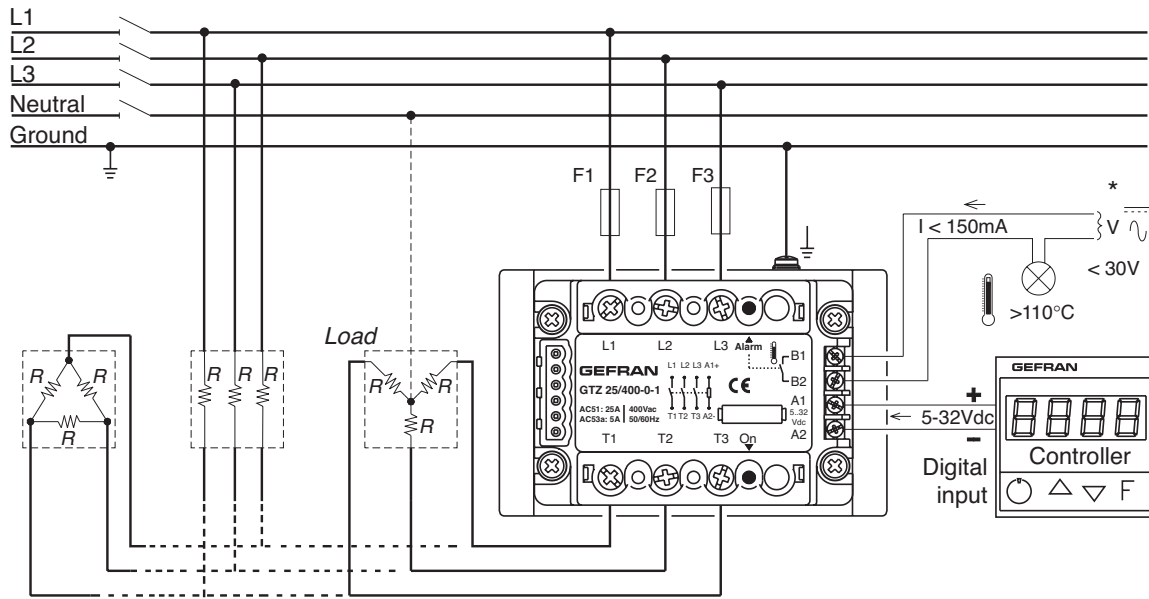 L1
L2
L3
Neutral
Ground
F1 F2 F3
*
I < 150mA V
< 30V
>110°C
Load
R R R
R R R
R R R
L1 L2 L3 Alarm
B1
B2
A1
5..32
Vdc
A2
GEFRAN
GTZ 25/400-0-1
AC51: 25A 400Vac
AC53a: 5A 50/60Hz
L1 L2 L3 A1+
T1 T2 T3 A2-
CE
T1 T2 T3 On
+
5-32Vdc
−
Digital
input
GEFRAN
8888
Controller
F